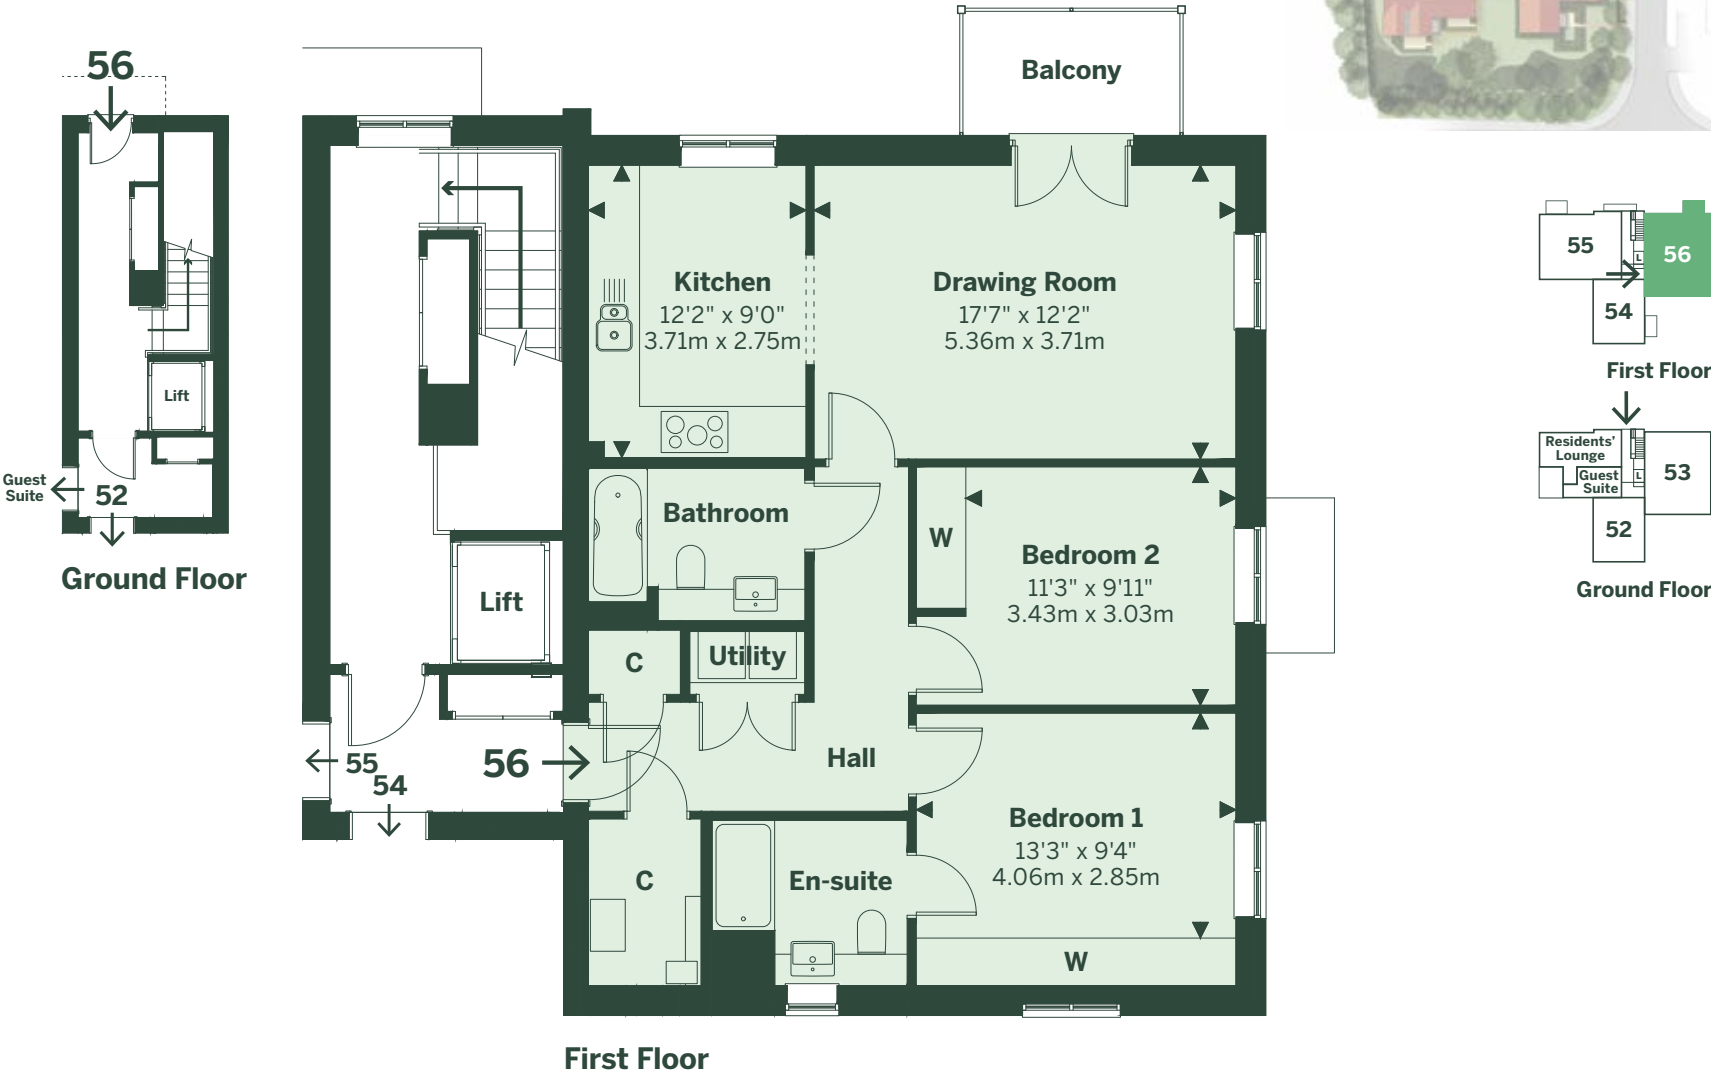 56
Lift
Guest
Suite
52
Ground Floor
Balcony
Kitchen
12'2" x 9'0"
3.71m x 2.75m
Drawing Room
17'7" x 12'2"
5.36m x 3.71m
Bathroom
W
Bedroom 2
11'3" x 9'11"
3.43m x 3.03m
Lift
C
Utility
55
54
56
Hall
Bedroom 1
13'3" x 9'4"
4.06m x 2.85m
C
En-suite
W
First Floor
55
56
L
54
First Floor
Residents'
Lounge
Guest
Suite
L
53
52
Ground Floor